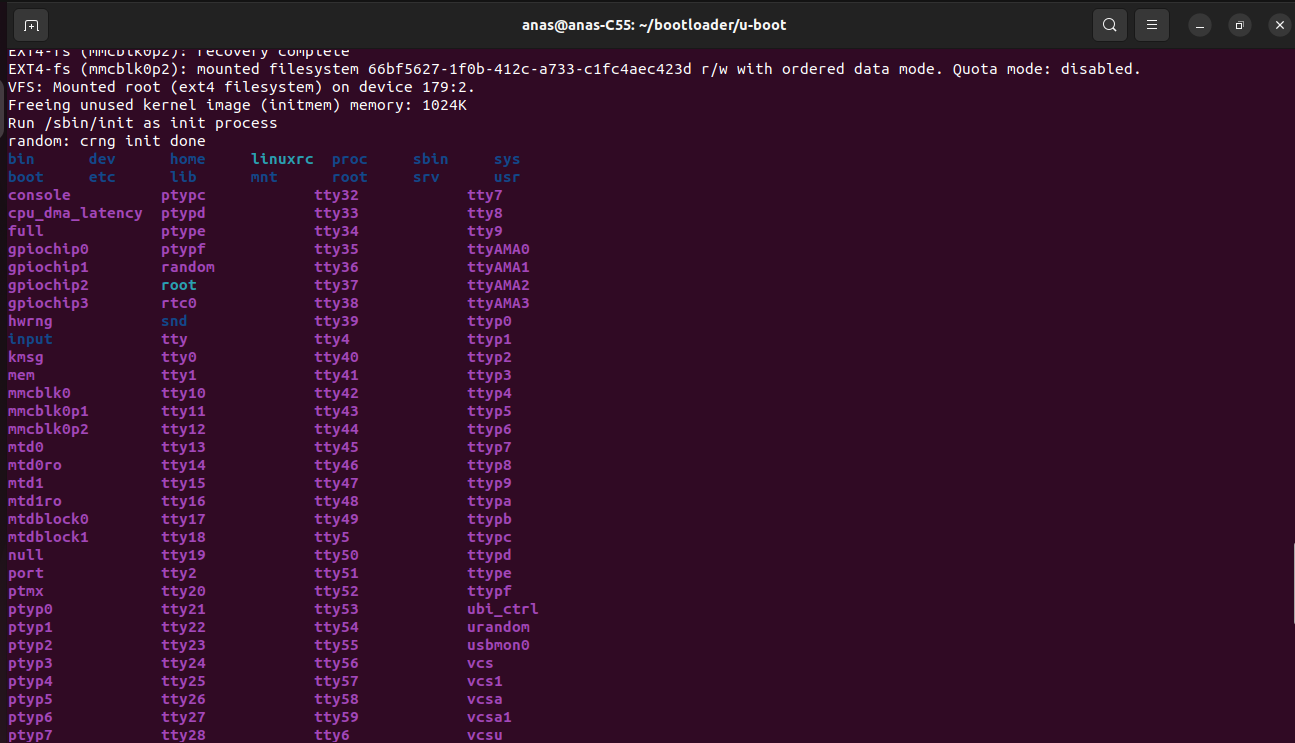 anas@anas-C55: ~/bootloader/u-boot
EXT4-fs (mmcblk0p2): recovery complete
EXT4-fs (mmcblk0p2): mounted filesystem 66bf5627-1f0b-412c-a733-c1fc4aec423d r/w with ordered data mode. Quota mode: disabled.
VFS: Mounted root (ext4 filesystem) on device 179:2.
Freeing unused kernel image (initmem) memory: 1024K
Run /sbin/init as init process
random: crng init done
bin dev home linuxrc proc sbin sys
boot etc lib mnt root srv usr
console ptypc tty32 tty7
cpu_dma_latency ptypd tty33 tty8
full ptype tty34 tty9
gpiochip0 ptypf tty35 ttyAMA0
gpiochip1 random tty36 ttyAMA1
gpiochip2 root tty37 ttyAMA2
gpiochip3 rtc0 tty38 ttyAMA3
hwrng snd tty39 ttyp0
input tty tty4 ttyp1
kmsg tty0 tty40 ttyp2
mem tty1 tty41 ttyp3
mmcblk0 tty10 tty42 ttyp4
mmcblk0p1 tty11 tty43 ttyp5
mmcblk0p2 tty12 tty44 ttyp6
mtd0 tty13 tty45 ttyp7
mtd0ro tty14 tty46 ttyp8
mtd1 tty15 tty47 ttyp9
mtd1ro tty16 tty48 ttypa
mtdblock0 tty17 tty49 ttypb
mtdblock1 tty18 tty5 ttypc
null tty19 tty50 ttypd
port tty2 tty51 ttype
ptmx tty20 tty52 ttypf
ptyp0 tty21 tty53 ubi_ctrl
ptyp1 tty22 tty54 urandom
ptyp2 tty23 tty55 usbmon0
ptyp3 tty24 tty56 vcs
ptyp4 tty25 tty57 vcs1
ptyp5 tty26 tty58 vcsa
ptyp6 tty27 tty59 vcsa1
ptyp7 tty28 tty6 vcsu